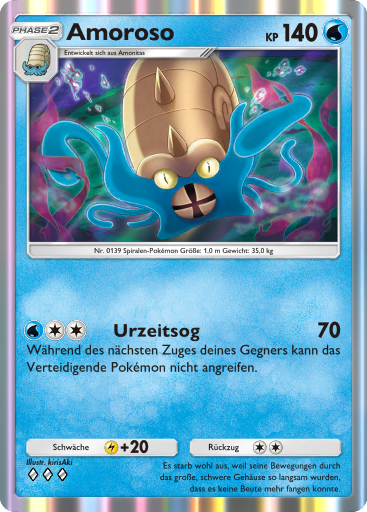 PHASE 2
Amoroso
KP 140
Entwickelt sich aus Amonitas
Nr. 0139 Spiralen-Pokémon Größe: 1,0 m Gewicht: 35,0 kg
Urzeitsog 70
Während des nächsten Zuges deines Gegners kann das
Verteidigende Pokémon nicht angreifen.
Schwäche +20
Rückzug
Illustr. kirisAki
Es starb wohl aus, weil seine Bewegungen durch
das große, schwere Gehäuse so langsam wurden,
dass es keine Beute mehr fangen konnte.